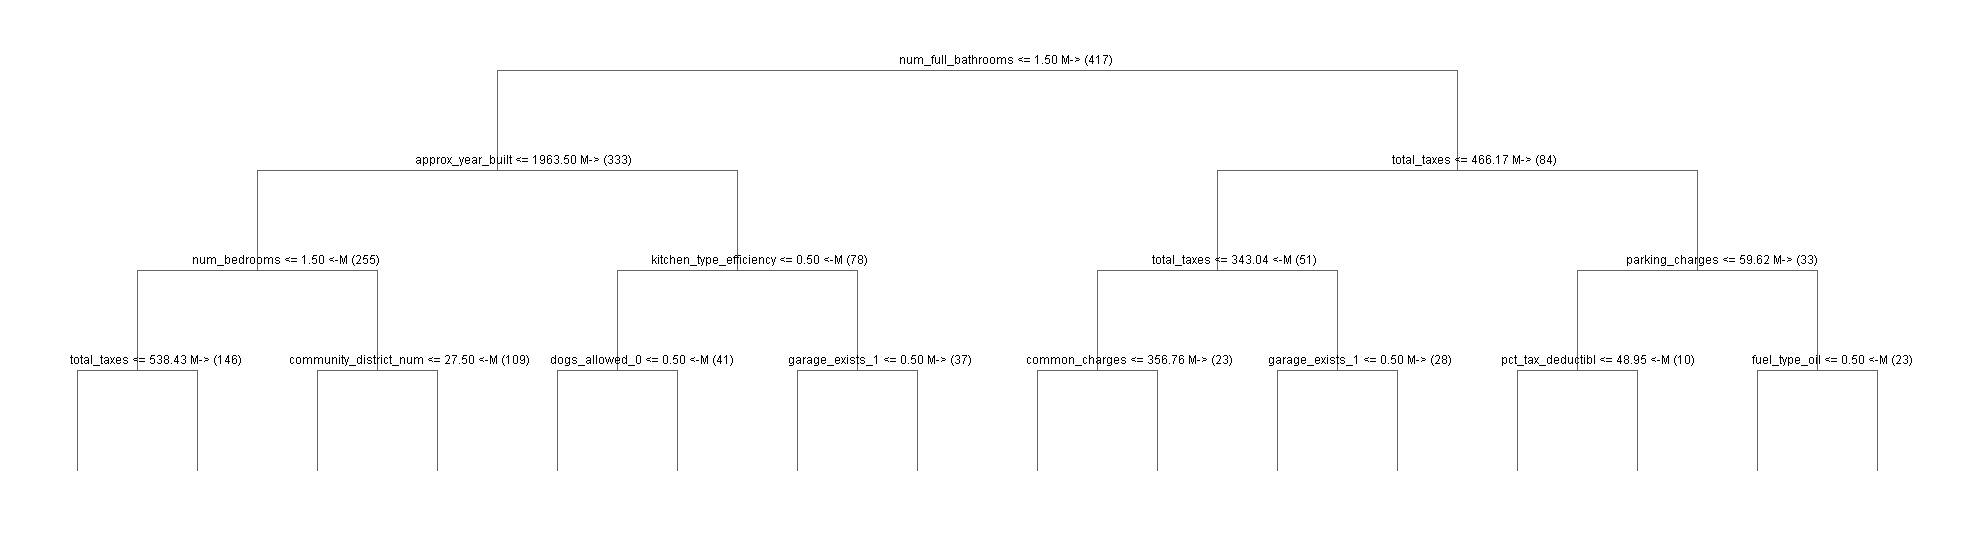 num_full_bathrooms <= 1.50 M-> (417)
approx_year_built <= 1963.50 M-> (333)
total_taxes <= 466.17 M-> (84)
num_bedrooms <= 1.50 <-M (255)
kitchen_type_efficiency <= 0.50 <-M (78)
total_taxes <= 343.04 <-M (51)
parking_charges <= 59.62 M-> (33)
total_taxes <= 538.43 M-> (146)
community_district_num <= 27.50 <-M (109)
dogs_allowed_0 <= 0.50 <-M (41)
garage_exists_1 <= 0.50 M-> (37)
common_charges <= 356.76 M-> (23)
garage_exists_1 <= 0.50 M-> (28)
pct_tax_deductibl <= 48.95 <-M (10)
fuel_type_oil <= 0.50 <-M (23)